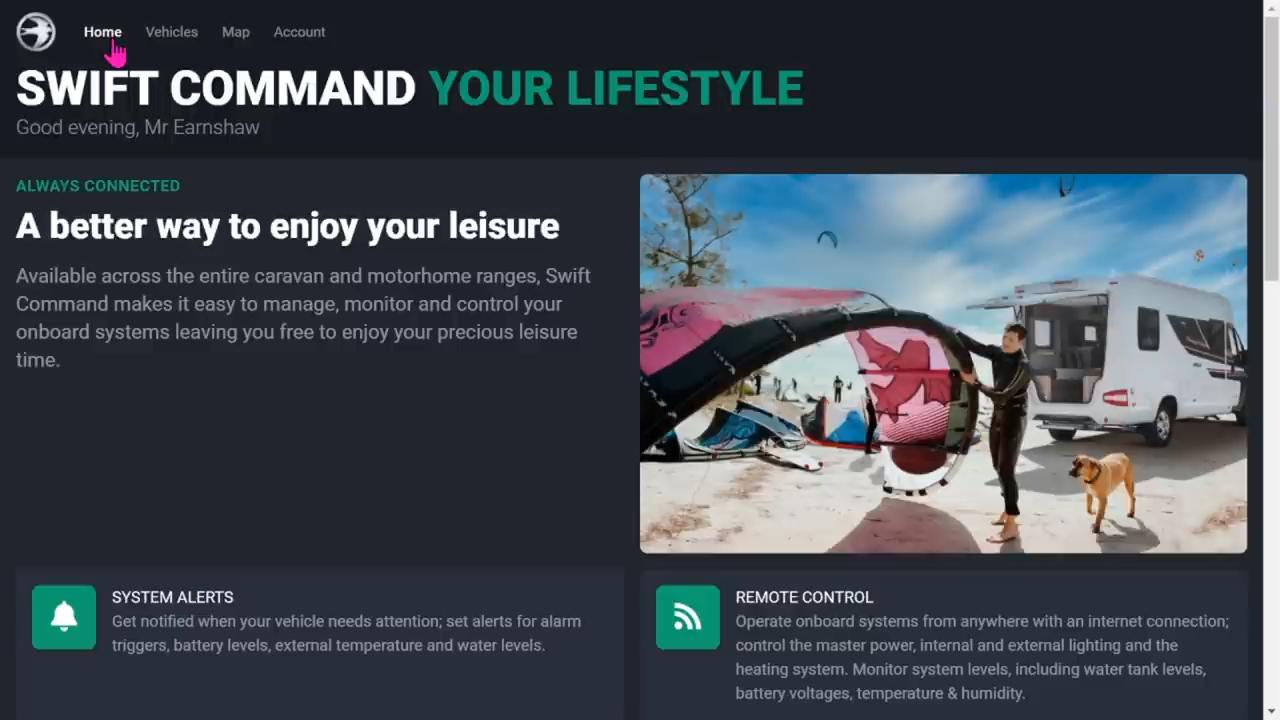 Home Vehicles Map Account
SWIFT COMMAND YOUR LIFESTYLE
Good evening, Mr Earnshaw
ALWAYS CONNECTED
A better way to enjoy your leisure
Available across the entire caravan and motorhome ranges, Swift
Command makes it easy to manage, monitor and control your
onboard systems leaving you free to enjoy your precious leisure
time.
SYSTEM ALERTS
Get notified when your vehicle needs attention; set alerts for alarm
triggers, battery levels, external temperature and water levels.
REMOTE CONTROL
Operate onboard systems from anywhere with an internet connection;
control the master power, internal and external lighting and the
heating system. Monitor system levels, including water tank levels,
battery voltages, temperature & humidity.